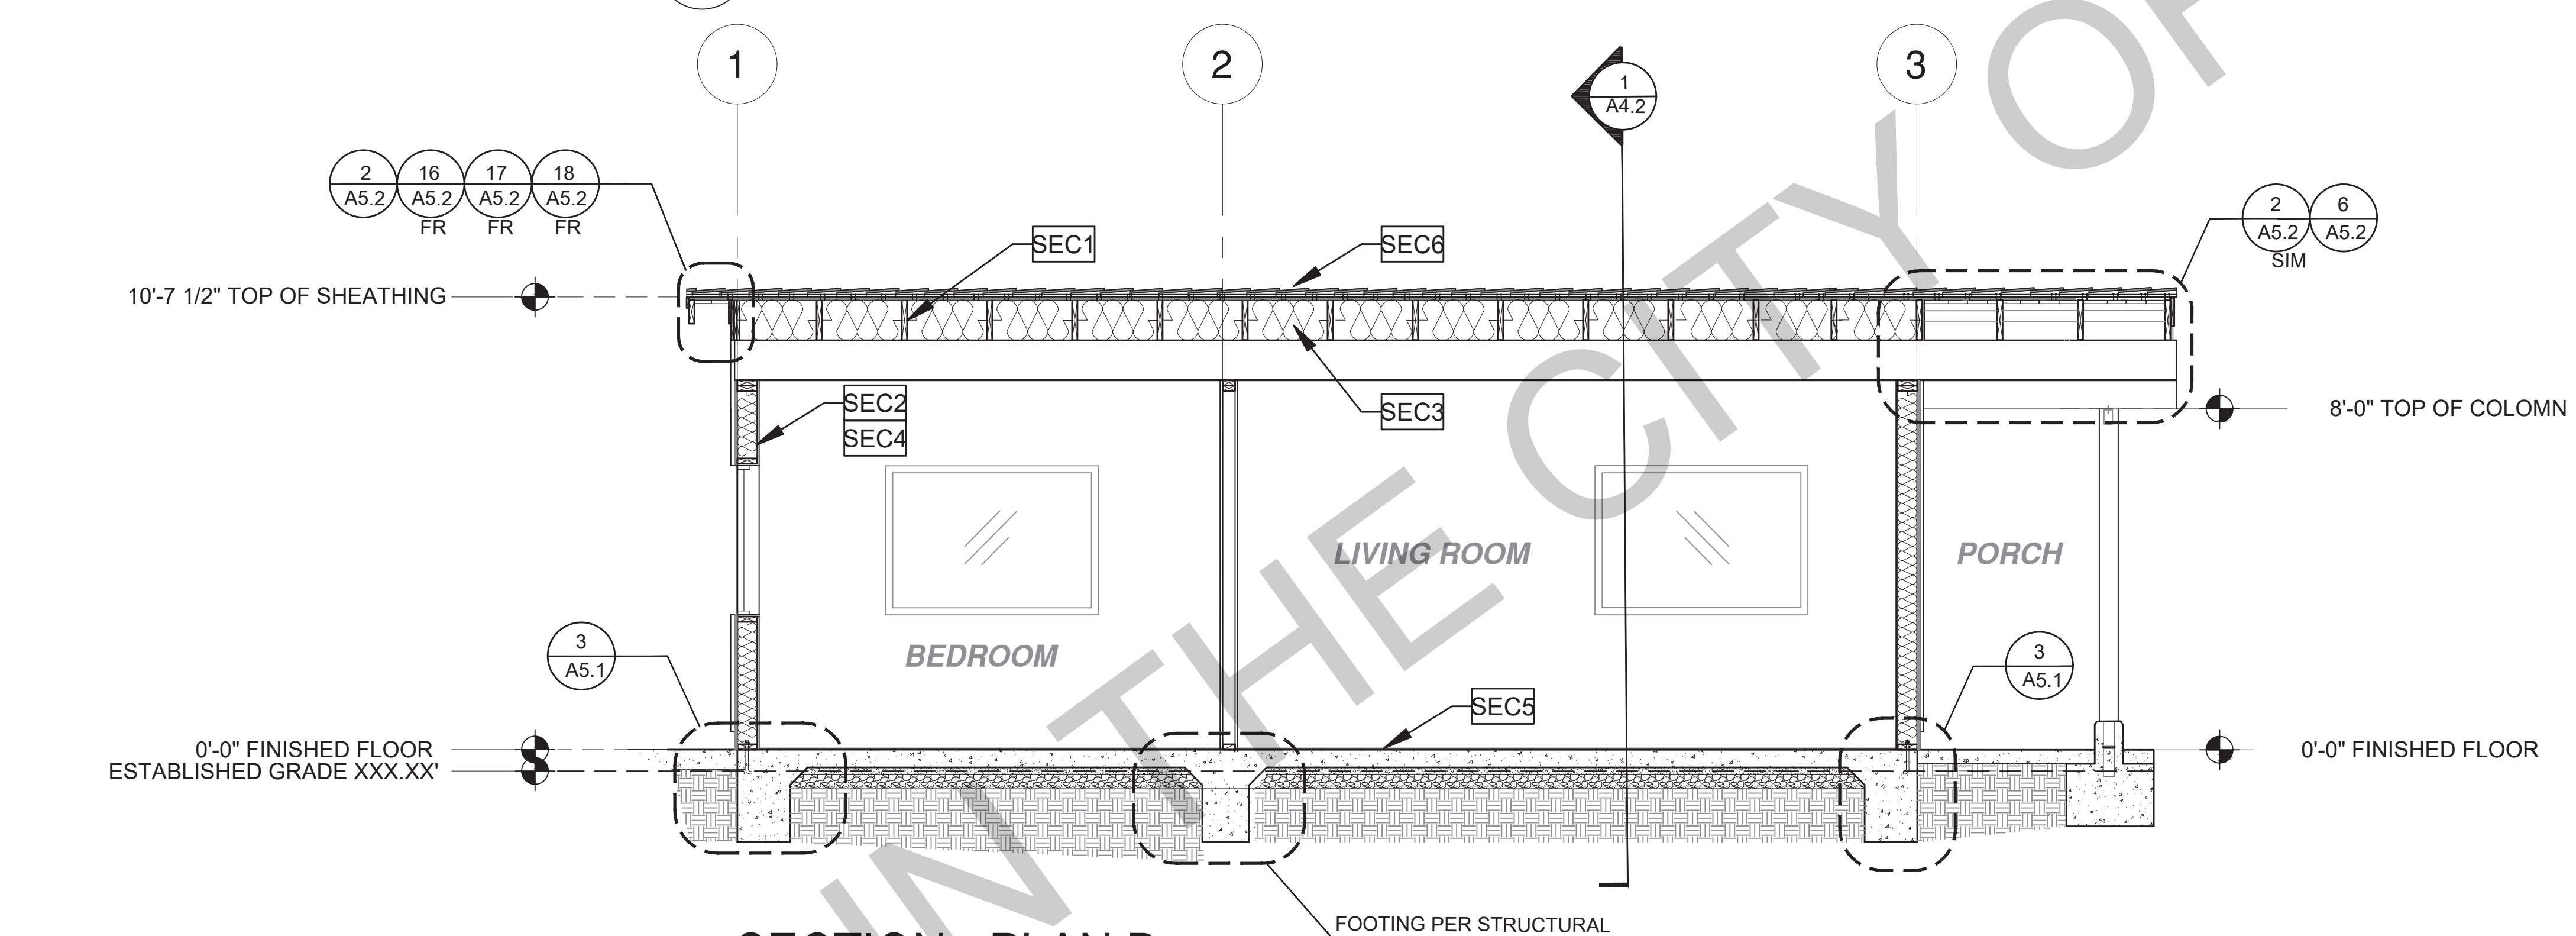 1
2
3
1
A4.2
2
A5.2
16
A5.2
FR
17
A5.2
FR
18
A5.2
FR
2
A5.2
SIM
6
A5.2
SEC1
SEC6
10'-7 1/2" TOP OF SHEATHING
SEC2
SEC4
SEC3
8'-0" TOP OF COLOMN
LIVING ROOM
PORCH
BEDROOM
3
A5.1
3
A5.1
SEC5
0'-0" FINISHED FLOOR
ESTABLISHED GRADE XXX.XX'
0'-0" FINISHED FLOOR
FOOTING PER STRUCTURAL
IN THE CITY OF